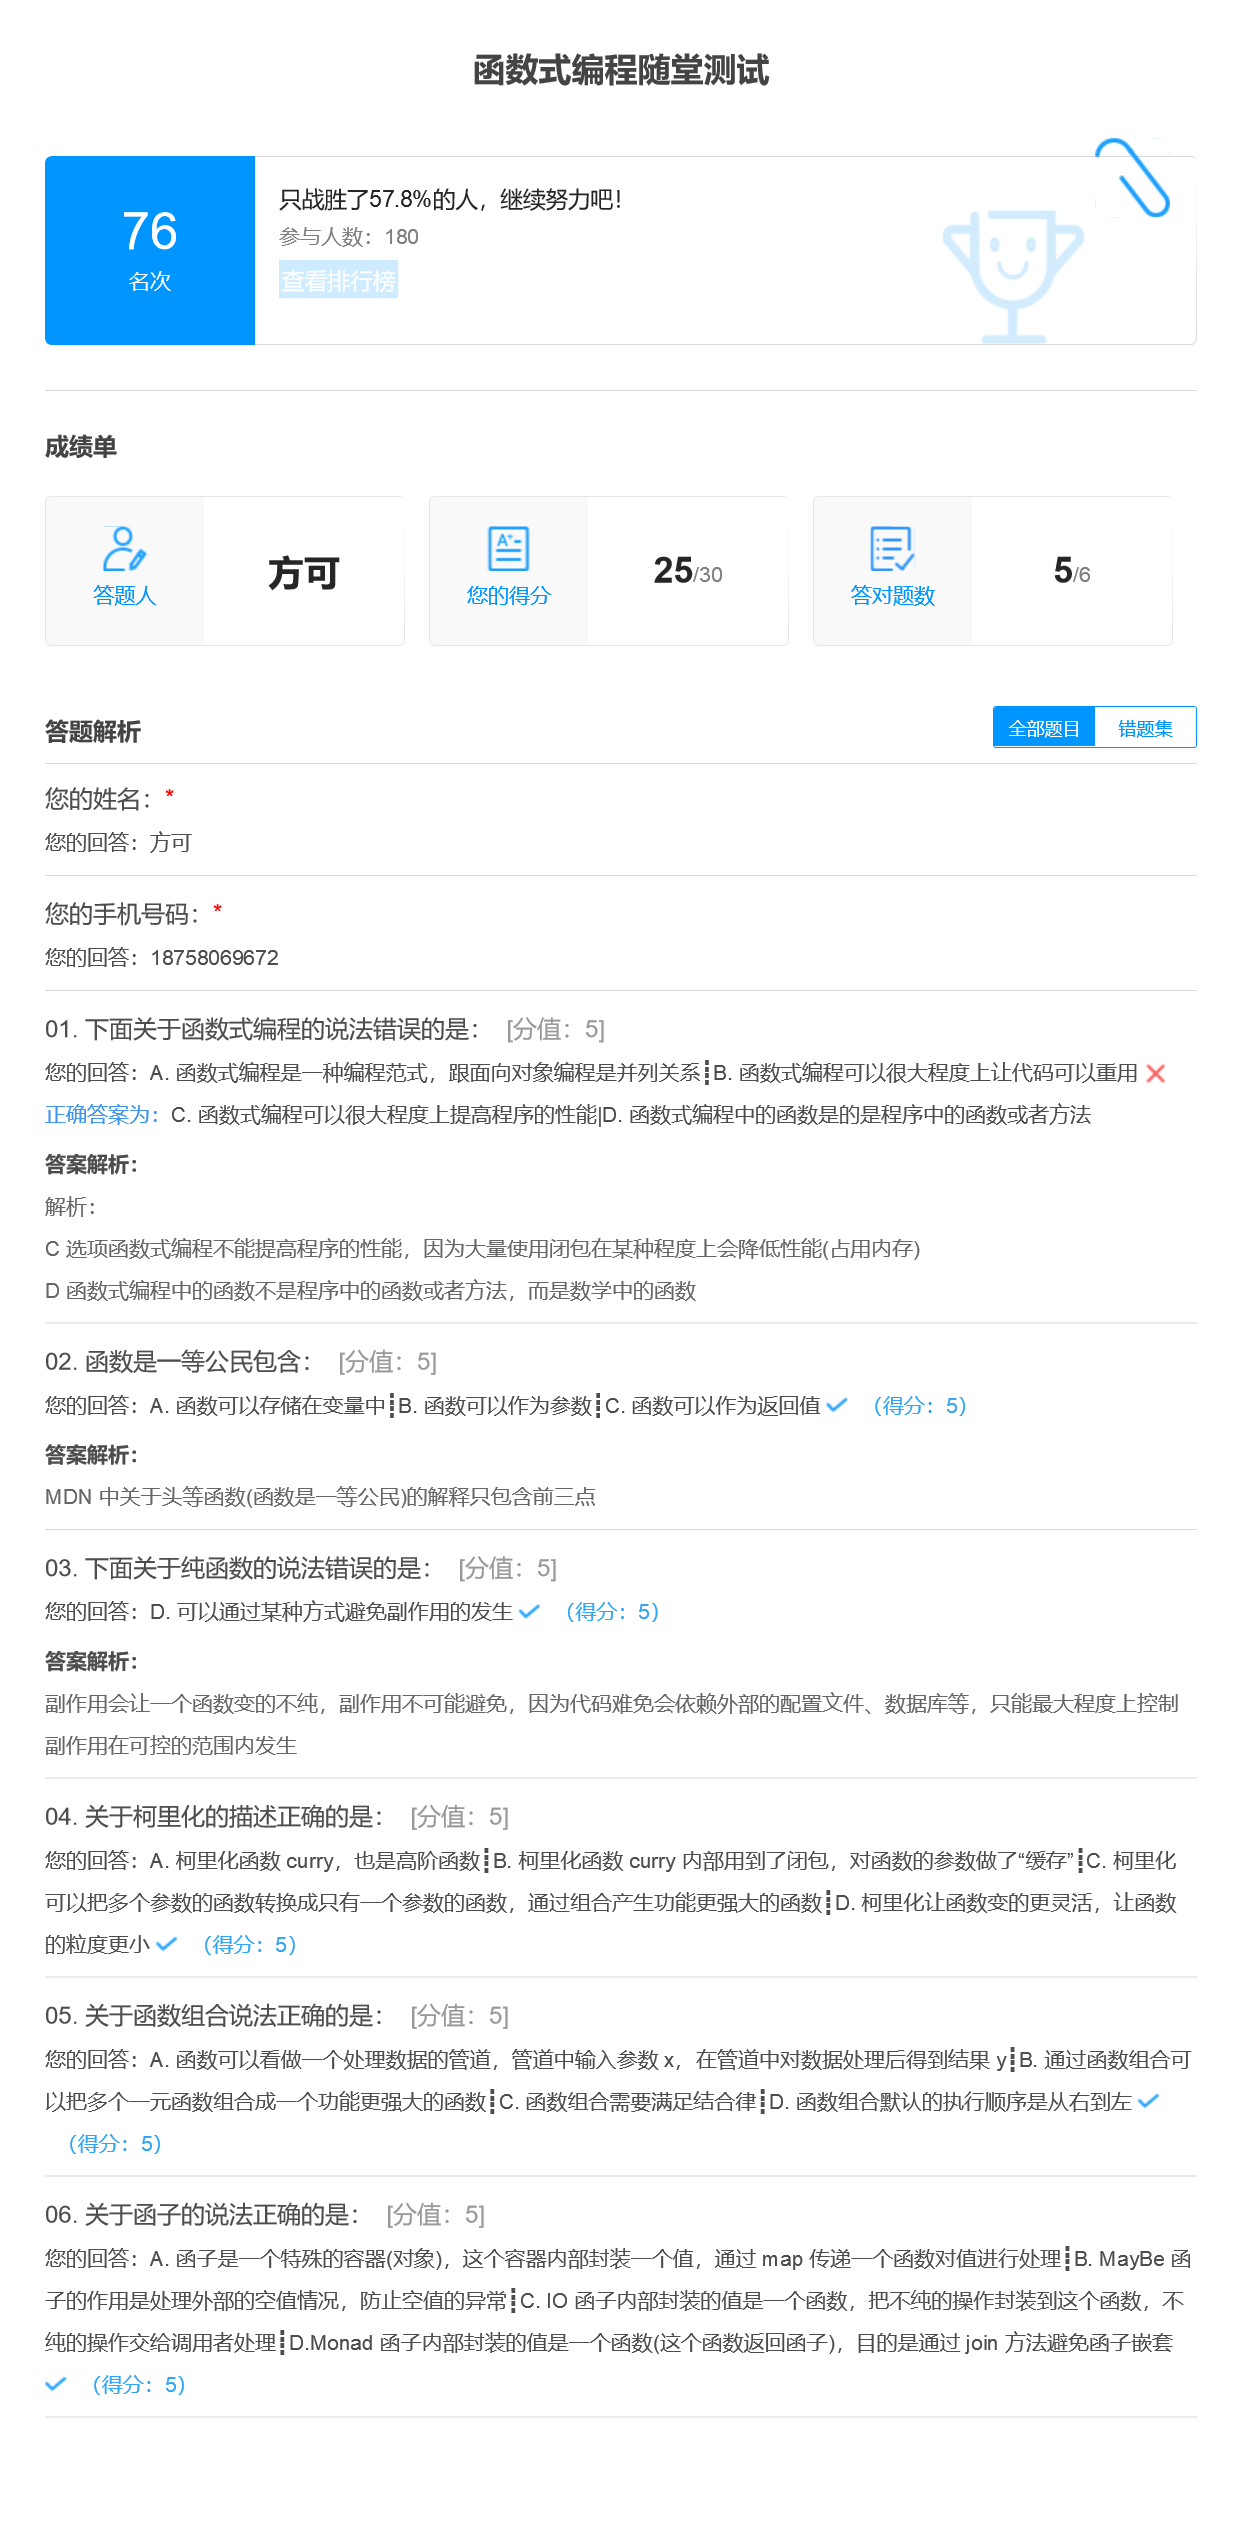 函数式编程随堂测试
76
名次
只战胜了57.8%的人，继续努力吧！
参与人数：180
查看排行榜
成绩单
答题人
方可
您的得分
25/30
答对题数
5/6
答题解析
全部题目
错题集
您的姓名：*
您的回答：方可
您的手机号码：*
您的回答：18758069672
01. 下面关于函数式编程的说法错误的是： [分值：5]
您的回答：A. 函数式编程是一种编程范式，跟面向对象编程是并列关系┋B. 函数式编程可以很大程度上让代码可以重用
正确答案为：C. 函数式编程可以很大程度上提高程序的性能|D. 函数式编程中的函数是的是程序中的函数或者方法
答案解析：
解析：
C 选项函数式编程不能提高程序的性能，因为大量使用闭包在某种程度上会降低性能(占用内存)
D 函数式编程中的函数不是程序中的函数或者方法，而是数学中的函数
02. 函数是一等公民包含： [分值：5]
您的回答：A. 函数可以存储在变量中┋B. 函数可以作为参数┋C. 函数可以作为返回值 （得分：5）
答案解析：
MDN 中关于头等函数(函数是一等公民)的解释只包含前三点
03. 下面关于纯函数的说法错误的是： [分值：5]
您的回答：D. 可以通过某种方式避免副作用的发生 （得分：5）
答案解析：
副作用会让一个函数变的不纯，副作用不可能避免，因为代码难免会依赖外部的配置文件、数据库等，只能最大程度上控制
副作用在可控的范围内发生
04. 关于柯里化的描述正确的是： [分值：5]
您的回答：A. 柯里化函数 curry，也是高阶函数┋B. 柯里化函数 curry 内部用到了闭包，对函数的参数做了“缓存”┋C. 柯里化
可以把多个参数的函数转换成只有一个参数的函数，通过组合产生功能更强大的函数┋D. 柯里化让函数变的更灵活，让函数
的粒度更小 （得分：5）
05. 关于函数组合说法正确的是： [分值：5]
您的回答：A. 函数可以看做一个处理数据的管道，管道中输入参数 x，在管道中对数据处理后得到结果 y┋B. 通过函数组合可
以把多个一元函数组合成一个功能更强大的函数┋C. 函数组合需要满足结合律┋D. 函数组合默认的执行顺序是从右到左
（得分：5）
06. 关于函子的说法正确的是： [分值：5]
您的回答：A. 函子是一个特殊的容器(对象)，这个容器内部封装一个值，通过 map 传递一个函数对值进行处理┋B. MayBe 函
子的作用是处理外部的空值情况，防止空值的异常┋C. IO 函子内部封装的值是一个函数，把不纯的操作封装到这个函数，不
纯的操作交给调用者处理┋D.Monad 函子内部封装的值是一个函数(这个函数返回函子)，目的是通过 join 方法避免函子嵌套
（得分：5）